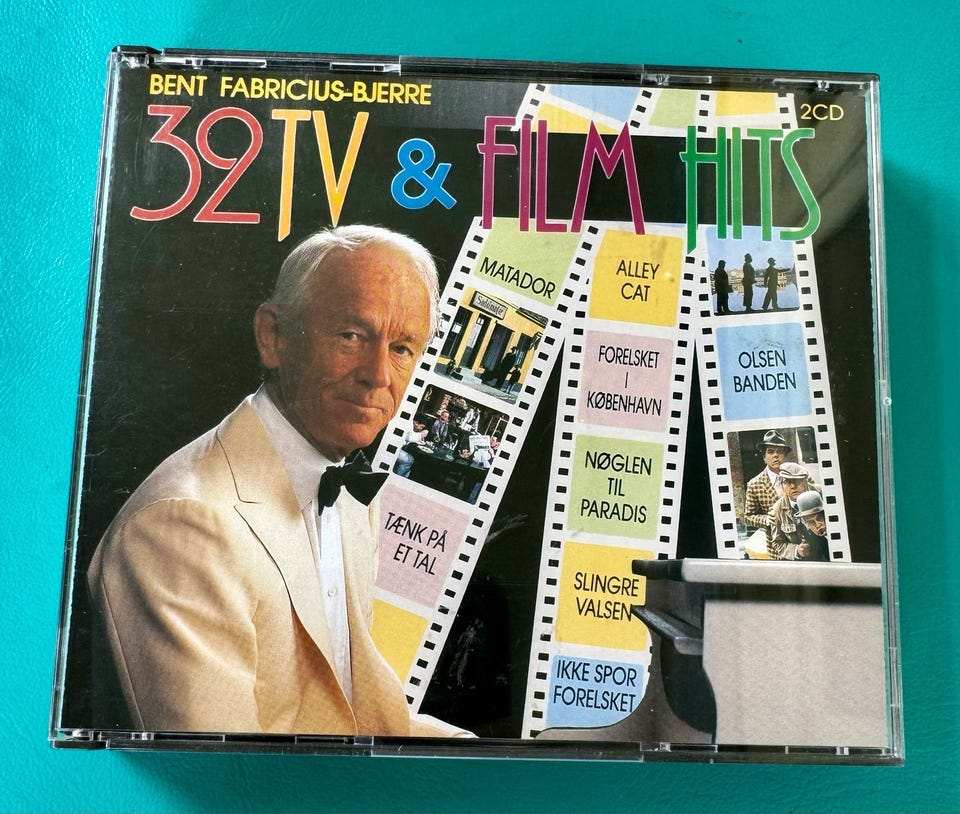 BENT FABRICIUS-BJERRE
2CD
32 TV & FILM HITS
MATADOR
ALLEY
CAT
FORELSKET
I
KØBENHAVN
OLSEN
BANDEN
NØGLEN
TIL
PARADIS
TÆNK PÅ
ET TAL
SLINGRE
VALSEN
IKKE SPOR
FORELSKET